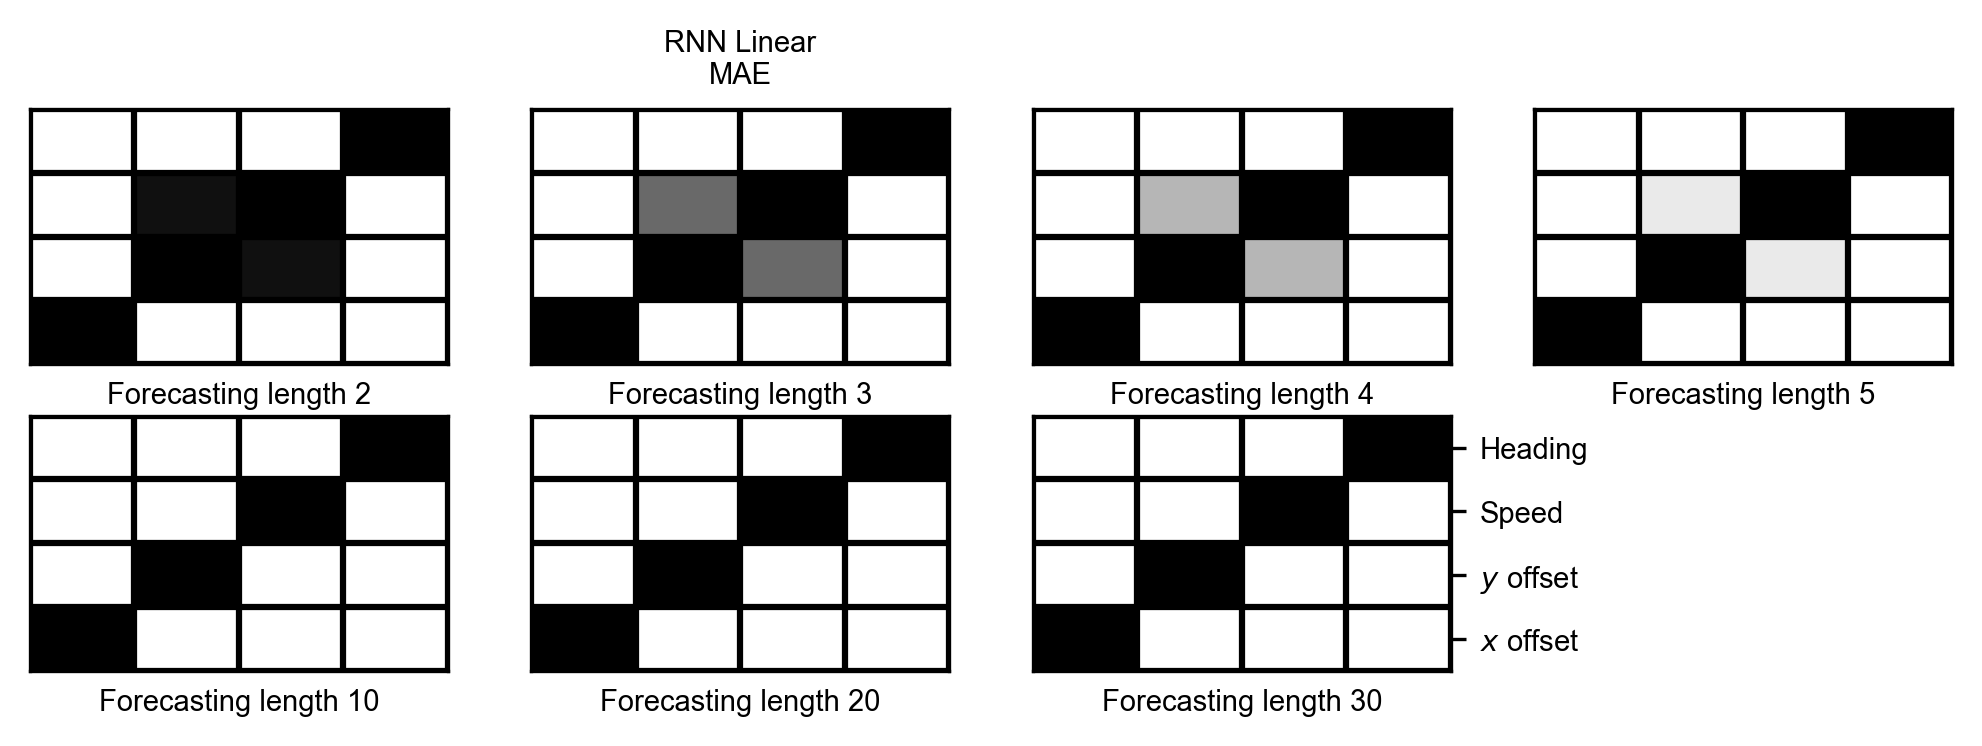 RNN Linear
MAE
Forecasting length 2
Forecasting length 3
Forecasting length 4
Forecasting length 5
Heading
Speed
y offset
x offset
Forecasting length 10
Forecasting length 20
Forecasting length 30